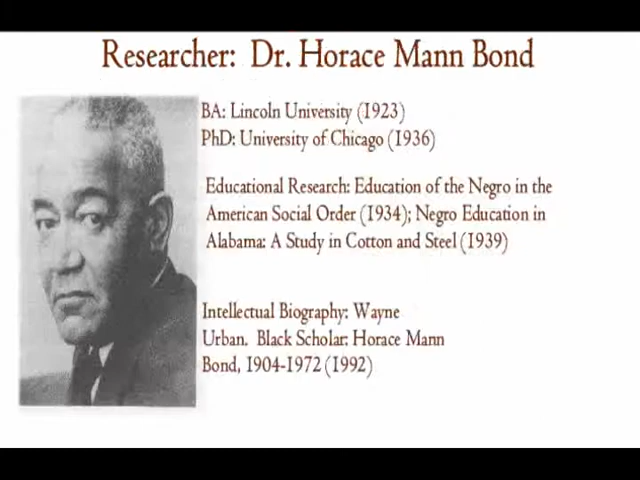 Researcher: Dr. Horace Mann Bond
BA: Lincoln University (1923)
PhD: University of Chicago (1936)
Educational Research: Education of the Negro in the
American Social Order (1934); Negro Education in
Alabama: A Study in Cotton and Steel (1939)
Intellectual Biography: Wayne
Urban. Black Scholar: Horace Mann
Bond, 1904-1972 (1992)